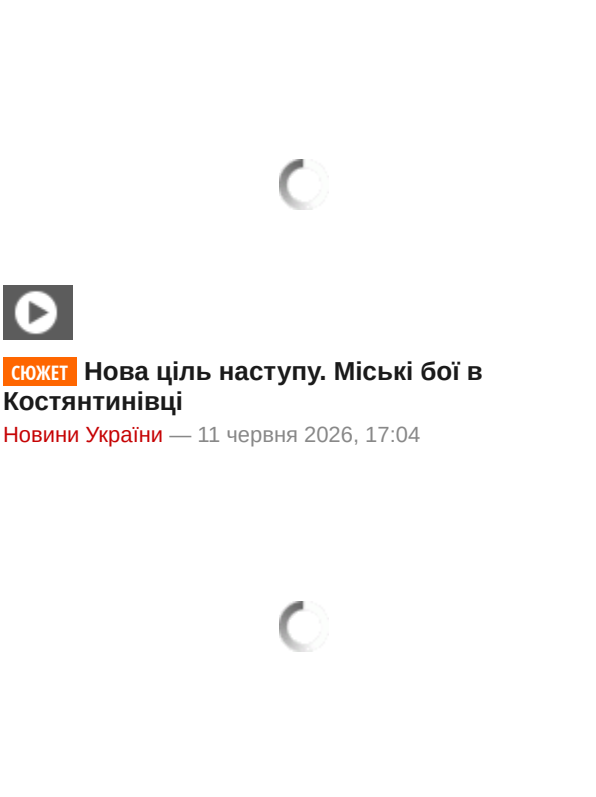 СЮЖЕТ Нова ціль наступу. Міські бої в
Костянтинівці
Новини України — 11 червня 2026, 17:04